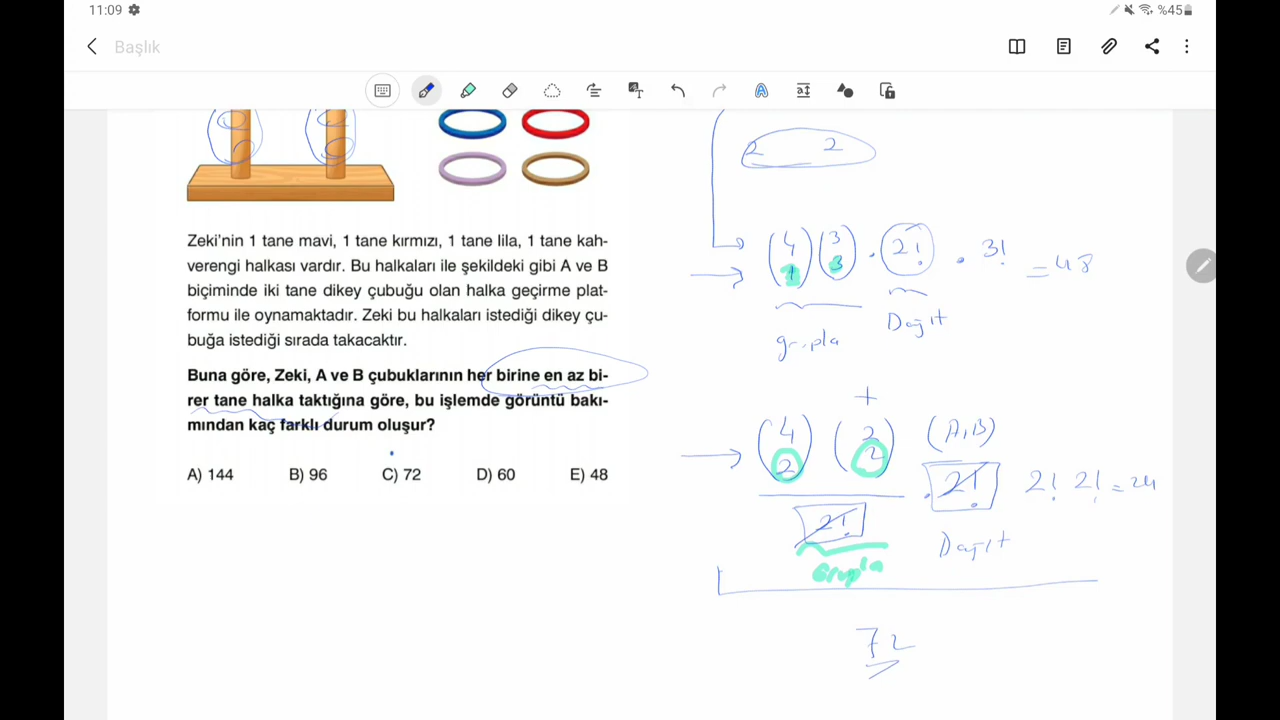 11:09
%45
Başlık
2 2
(4 1) (3 3) . 2! . 3! = 48
grupla
Dağıt
Zeki'nin 1 tane mavi, 1 tane kırmızı, 1 tane lila, 1 tane kah-
verengi halkası vardır. Bu halkaları ile şekildeki gibi A ve B
biçiminde iki tane dikey çubuğu olan halka geçirme plat-
formu ile oynamaktadır. Zeki bu halkaları istediği dikey çu-
buğa istediği sırada takacaktır.
Buna göre, Zeki, A ve B çubuklarının her birine en az bi-
rer tane halka taktığına göre, bu işlemde görüntü bakı-
mından kaç farklı durum oluşur?
A) 144 B) 96 C) 72 D) 60 E) 48
+
(4 2) (2 2) (A,B)
. 2! 2! 2! = 24
2!
Dağıt
Grupla
72